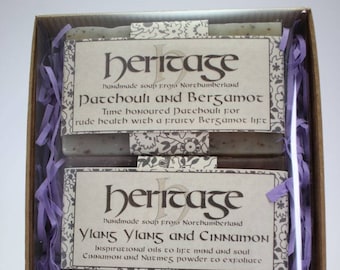 heritage
handmade soap from Northumberland
Patchouli and Bergamot
Time honoured Patchouli for
rude health with a fruity Bergamot lift
heritage
handmade soap from Northumberland
Ylang Ylang and Cinnamon
Inspirational oils to lift mind and soul
Cinnamon and Nutmeg powder to exfoliate